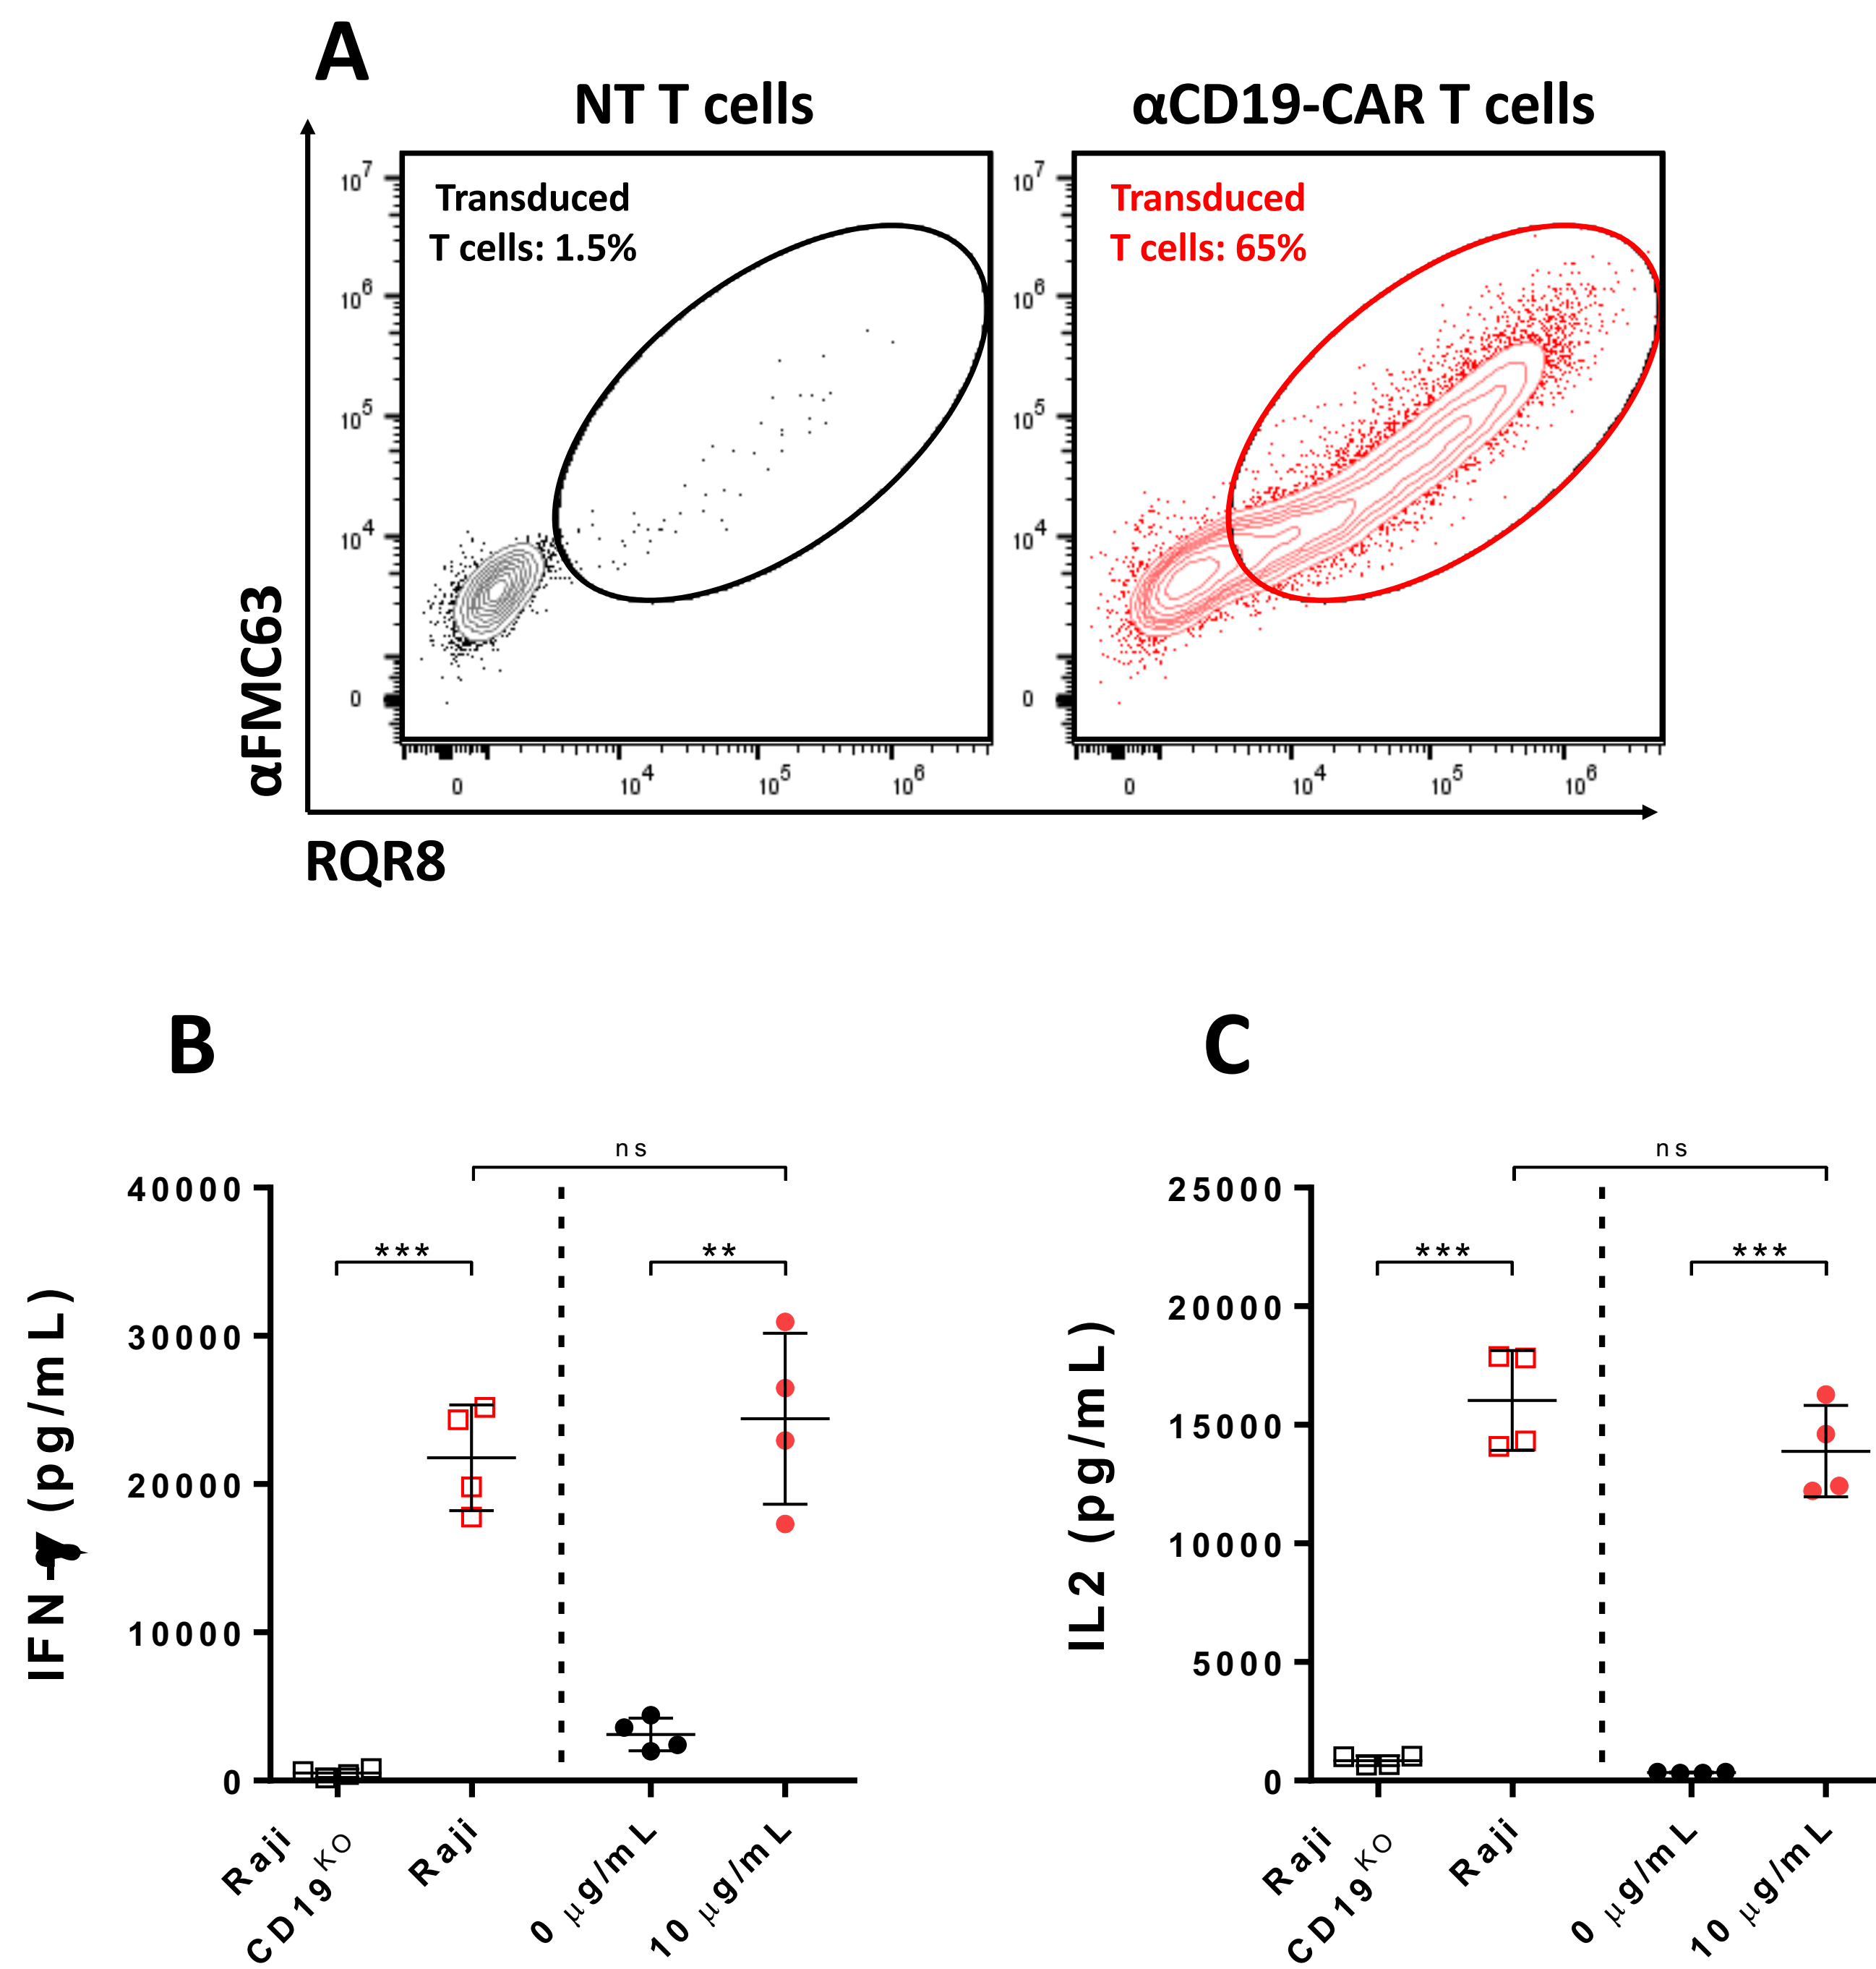 A
NT T cells
αCD19-CAR T cells
10^7
10^6
10^5
10^4
0
Transduced
T cells: 1.5%
0
10^4
10^5
10^6
10^7
10^6
10^5
10^4
0
Transduced
T cells: 65%
0
10^4
10^5
10^6
αFMC63
RQR8
B
ns
***
**
40000
30000
20000
10000
0
IFN-γ (pg/mL)
Raji
CD19^KO
Raji
0 µg/mL
10 µg/mL
C
ns
***
***
25000
20000
15000
10000
5000
0
IL2 (pg/mL)
Raji
CD19^KO
Raji
0 µg/mL
10 µg/mL